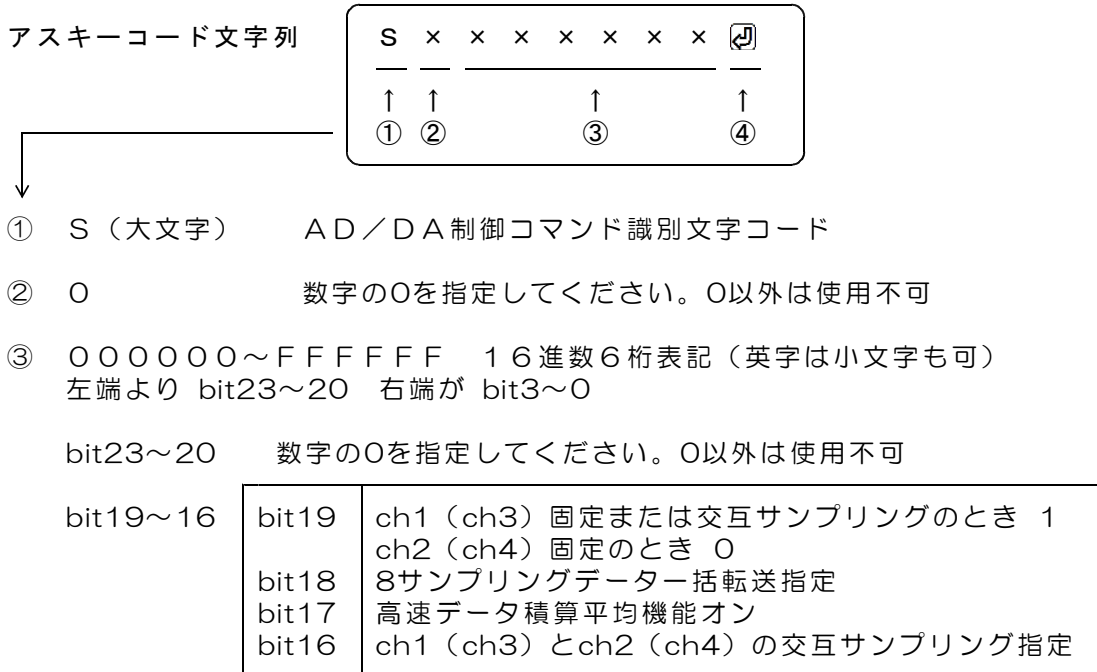 アスキーコード文字列
S × × × × × × × ⏎
↑ ↑ ↑ ↑
① ② ③ ④
① S（大文字） AD／DA制御コマンド識別文字コード
② 0 数字の0を指定してください。0以外は使用不可
③ 000000～FFFFFF 16進数6桁表記（英字は小文字も可）
左端より bit23～20 右端が bit3～0
bit23～20 数字の0を指定してください。0以外は使用不可
bit19～16 bit19 ch1（ch3）固定または交互サンプリングのとき 1
ch2（ch4）固定のとき 0
bit18 8サンプリングデータ一括転送指定
bit17 高速データ積算平均機能オン
bit16 ch1（ch3）とch2（ch4）の交互サンプリング指定